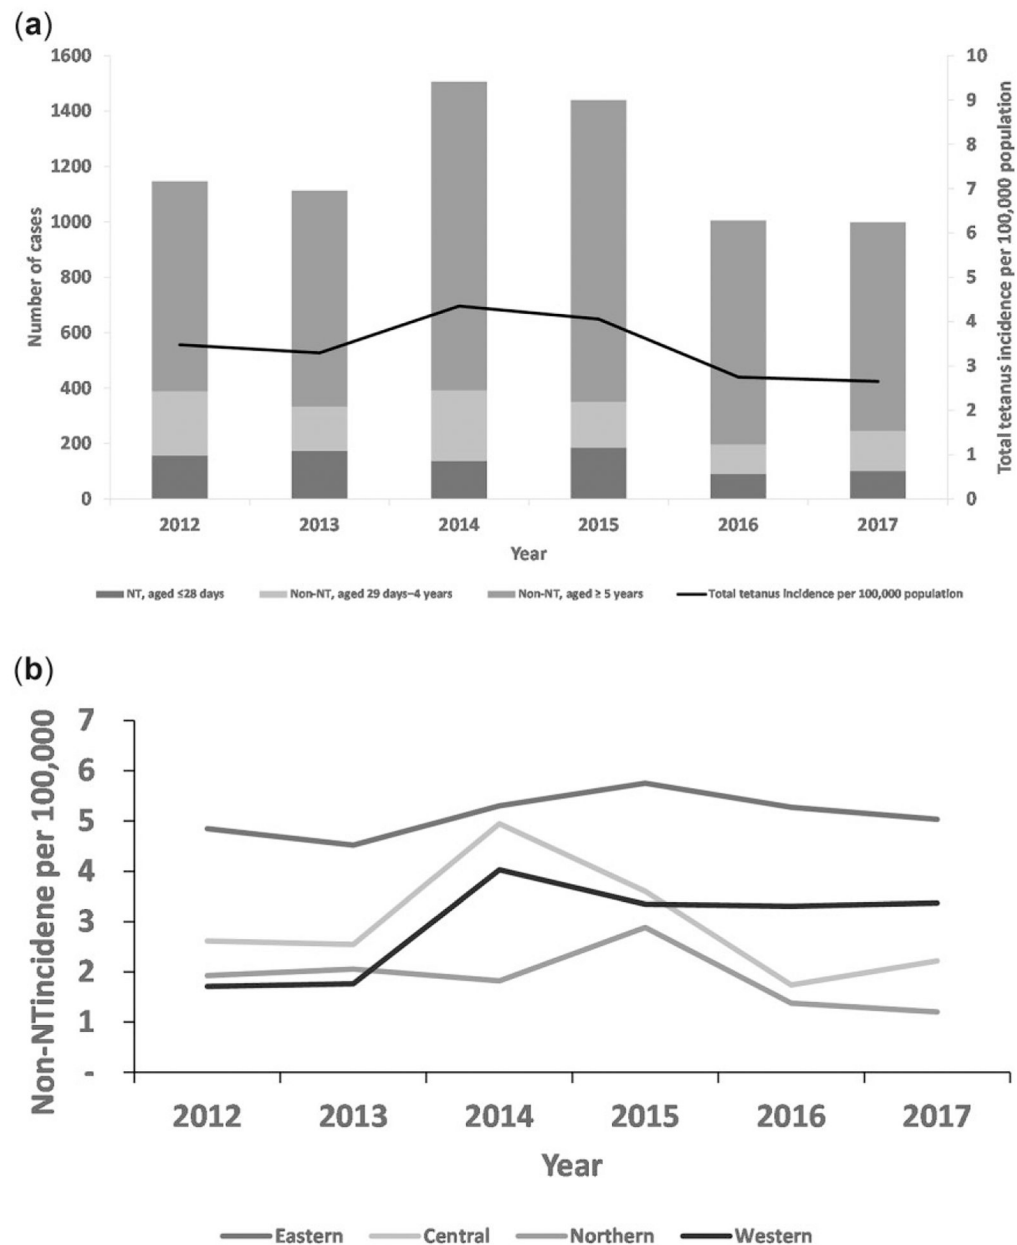 (a)
1600
1400
1200
1000
800
600
400
200
0
Number of cases
10
9
8
7
6
5
4
3
2
1
0
Total tetanus incidence per 100,000 population
2012 2013 2014 2015 2016 2017
Year
NT, aged ≤28 days Non-NT, aged 29 days–4 years Non-NT, aged ≥ 5 years Total tetanus incidence per 100,000 population
(b)
Non-NTincidene per 100,000
7
6
5
4
3
2
1
-
2012 2013 2014 2015 2016 2017
Year
Eastern Central Northern Western